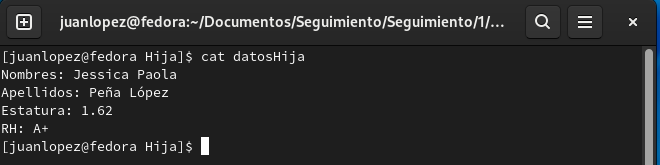 juanlopez@fedora:~/Documentos/Seguimiento/Seguimiento/1/...
[juanlopez@fedora Hija]$ cat datosHija
Nombres: Jessica Paola
Apellidos: Peña López
Estatura: 1.62
RH: A+
[juanlopez@fedora Hija]$